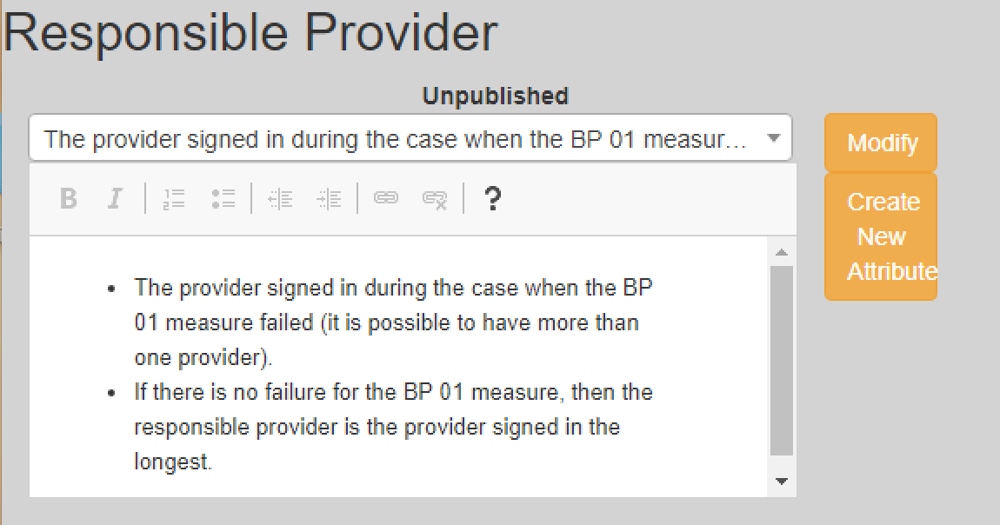 Responsible Provider
Unpublished
The provider signed in during the case when the BP 01 measur...
Modify
B I ?
Create
New
Attribute
• The provider signed in during the case when the BP
01 measure failed (it is possible to have more than
one provider).
• If there is no failure for the BP 01 measure, then the
responsible provider is the provider signed in the
longest.